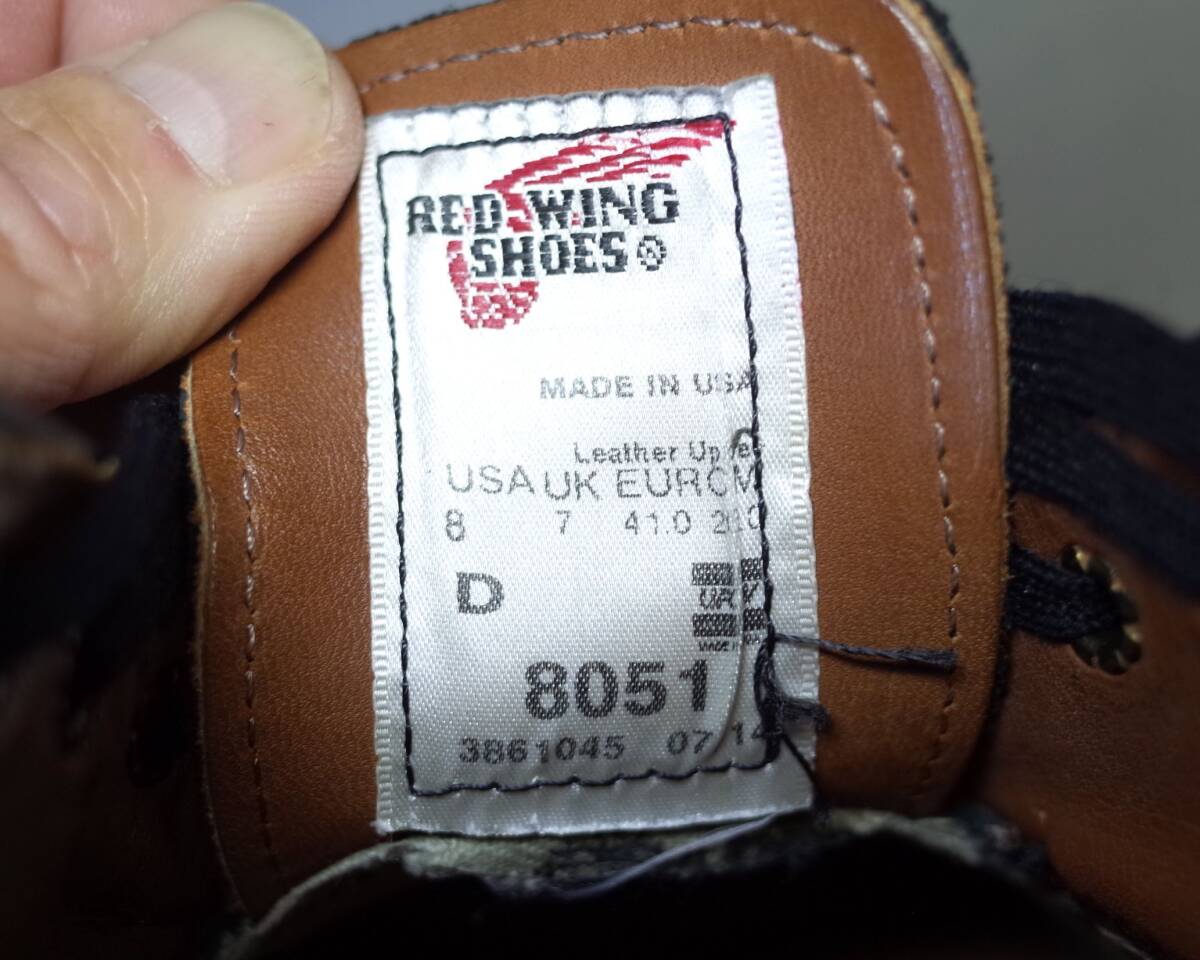 RED WING
SHOES
MADE IN USA
Leather
USA UK EUR CM
8 7 41.0
D
8051
3861045 07 14